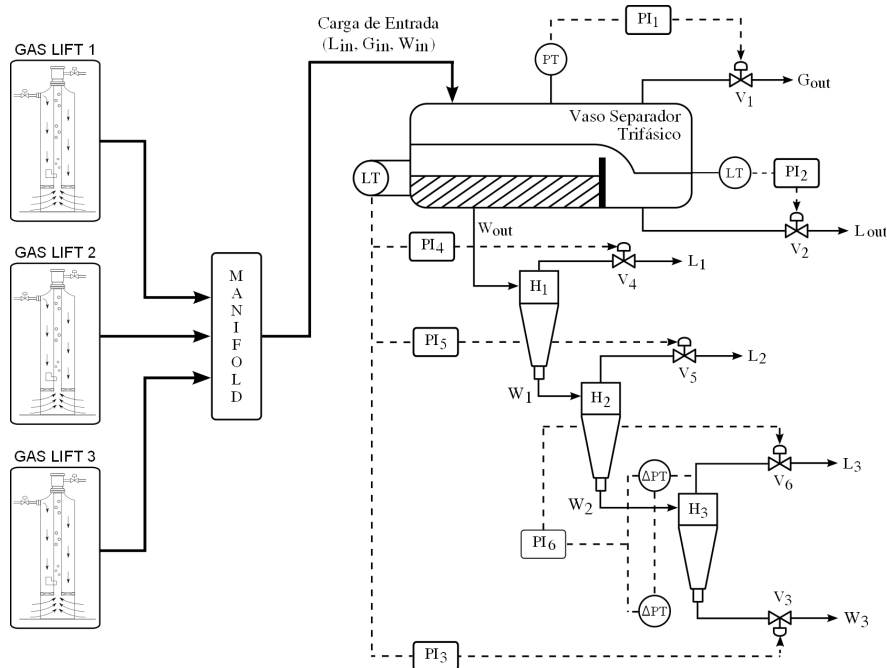 GAS LIFT 1
GAS LIFT 2
GAS LIFT 3
MANIFOLD
Carga de Entrada
(Lin, Gin, Win)
PI1
PT
V1
Gout
Vaso Separador
Trifásico
LT
LT
PI2
V2
Lout
Wout
PI4
V4
L1
H1
PI5
V5
L2
W1
H2
V6
L3
ΔPT
W2
H3
PI6
ΔPT
V3
W3
PI3